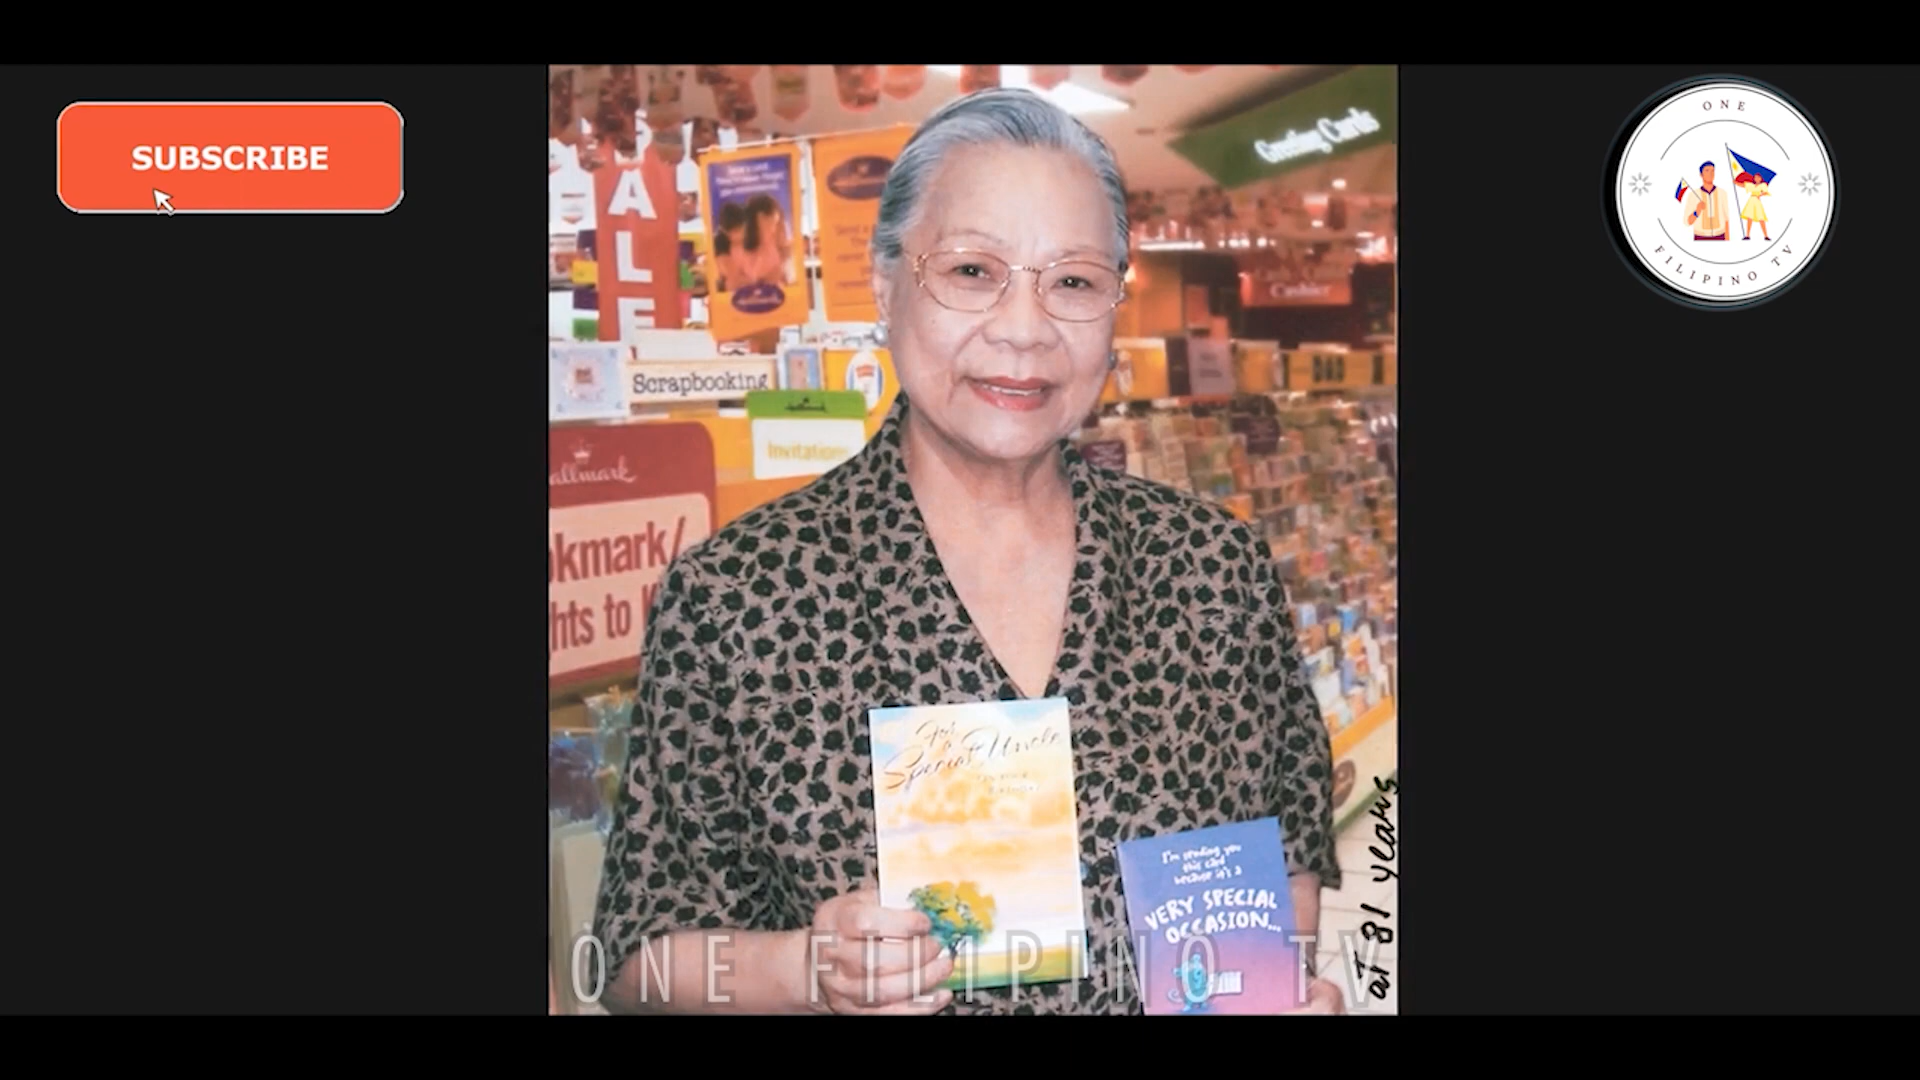 SUBSCRIBE
ONE
FILIPINO TV
Greeting Cards
SALE
Cashier
Scrapbooking
Hallmark
Invitations
allmark
okmark/
hts to
For
a
Special Uncle
I'm sending you
this card
because it's a
VERY SPECIAL
OCCASION...
at 81 years
ONE FILIPINO TV